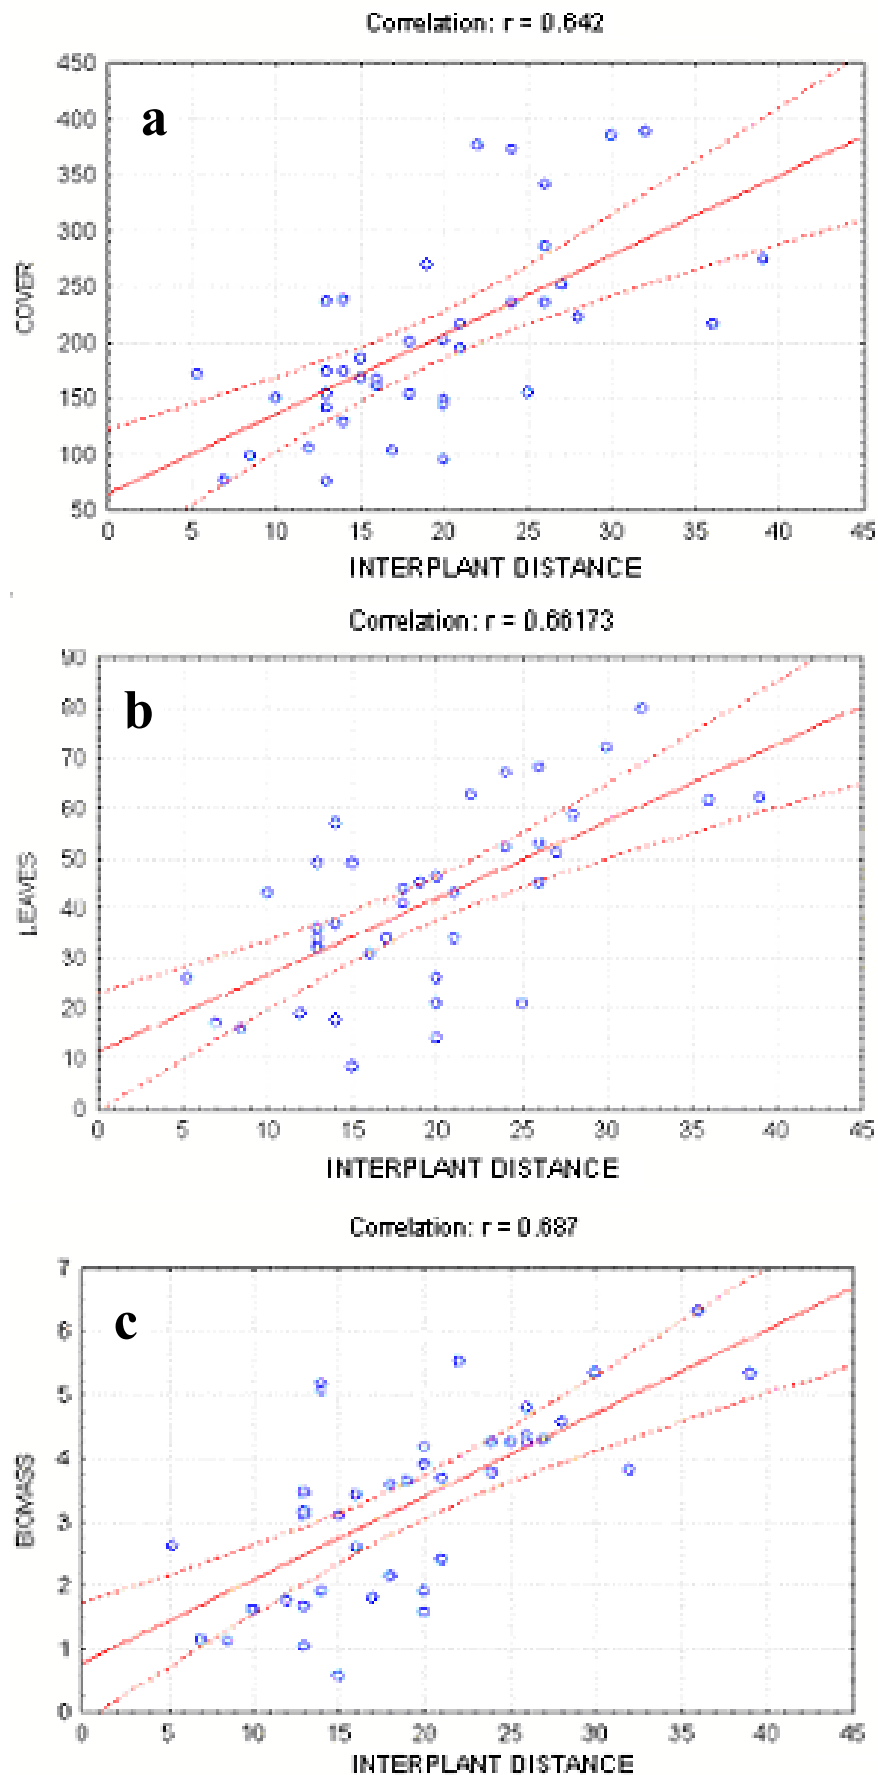 Correlation: r = 0.642
a
450
400
350
300
250
200
150
100
50
COVER
0 5 10 15 20 25 30 35 40 45
INTERPLANT DISTANCE
Correlation: r = 0.66173
b
90
80
70
60
50
40
30
20
10
0
LEAVES
0 5 10 15 20 25 30 35 40 45
INTERPLANT DISTANCE
Correlation: r = 0.687
c
7
6
5
4
3
2
1
0
BIOMASS
0 5 10 15 20 25 30 35 40 45
INTERPLANT DISTANCE